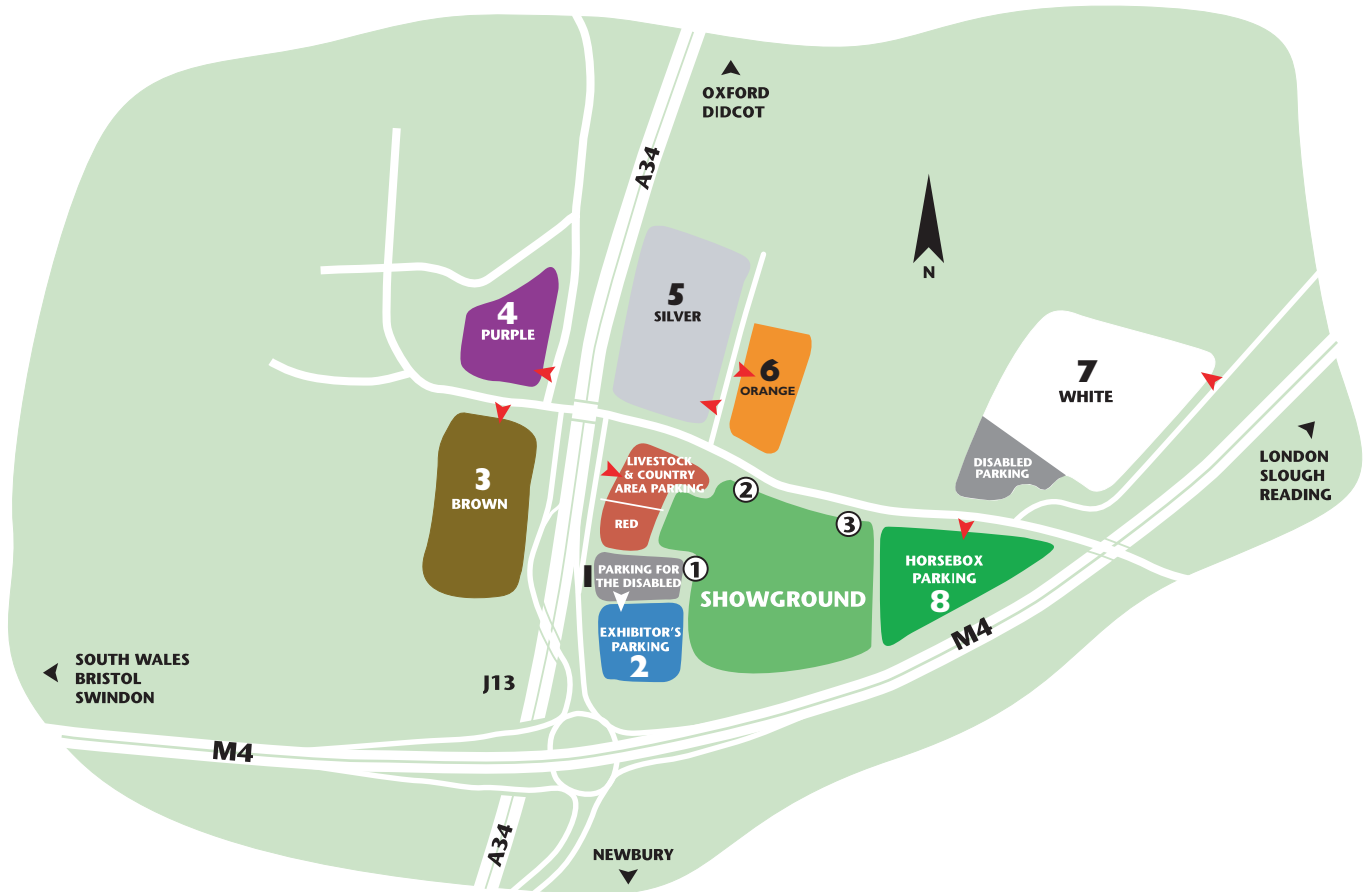 OXFORD
DIDCOT
A34
N
5
SILVER
4
PURPLE
6
ORANGE
7
WHITE
DISABLED
PARKING
LONDON
SLOUGH
READING
3
BROWN
LIVESTOCK
& COUNTRY
AREA PARKING
RED
2
3
1
PARKING FOR
THE DISABLED
1
SHOWGROUND
HORSEBOX
PARKING
8
EXHIBITOR'S
PARKING
2
M4
SOUTH WALES
BRISTOL
SWINDON
J13
M4
A34
NEWBURY